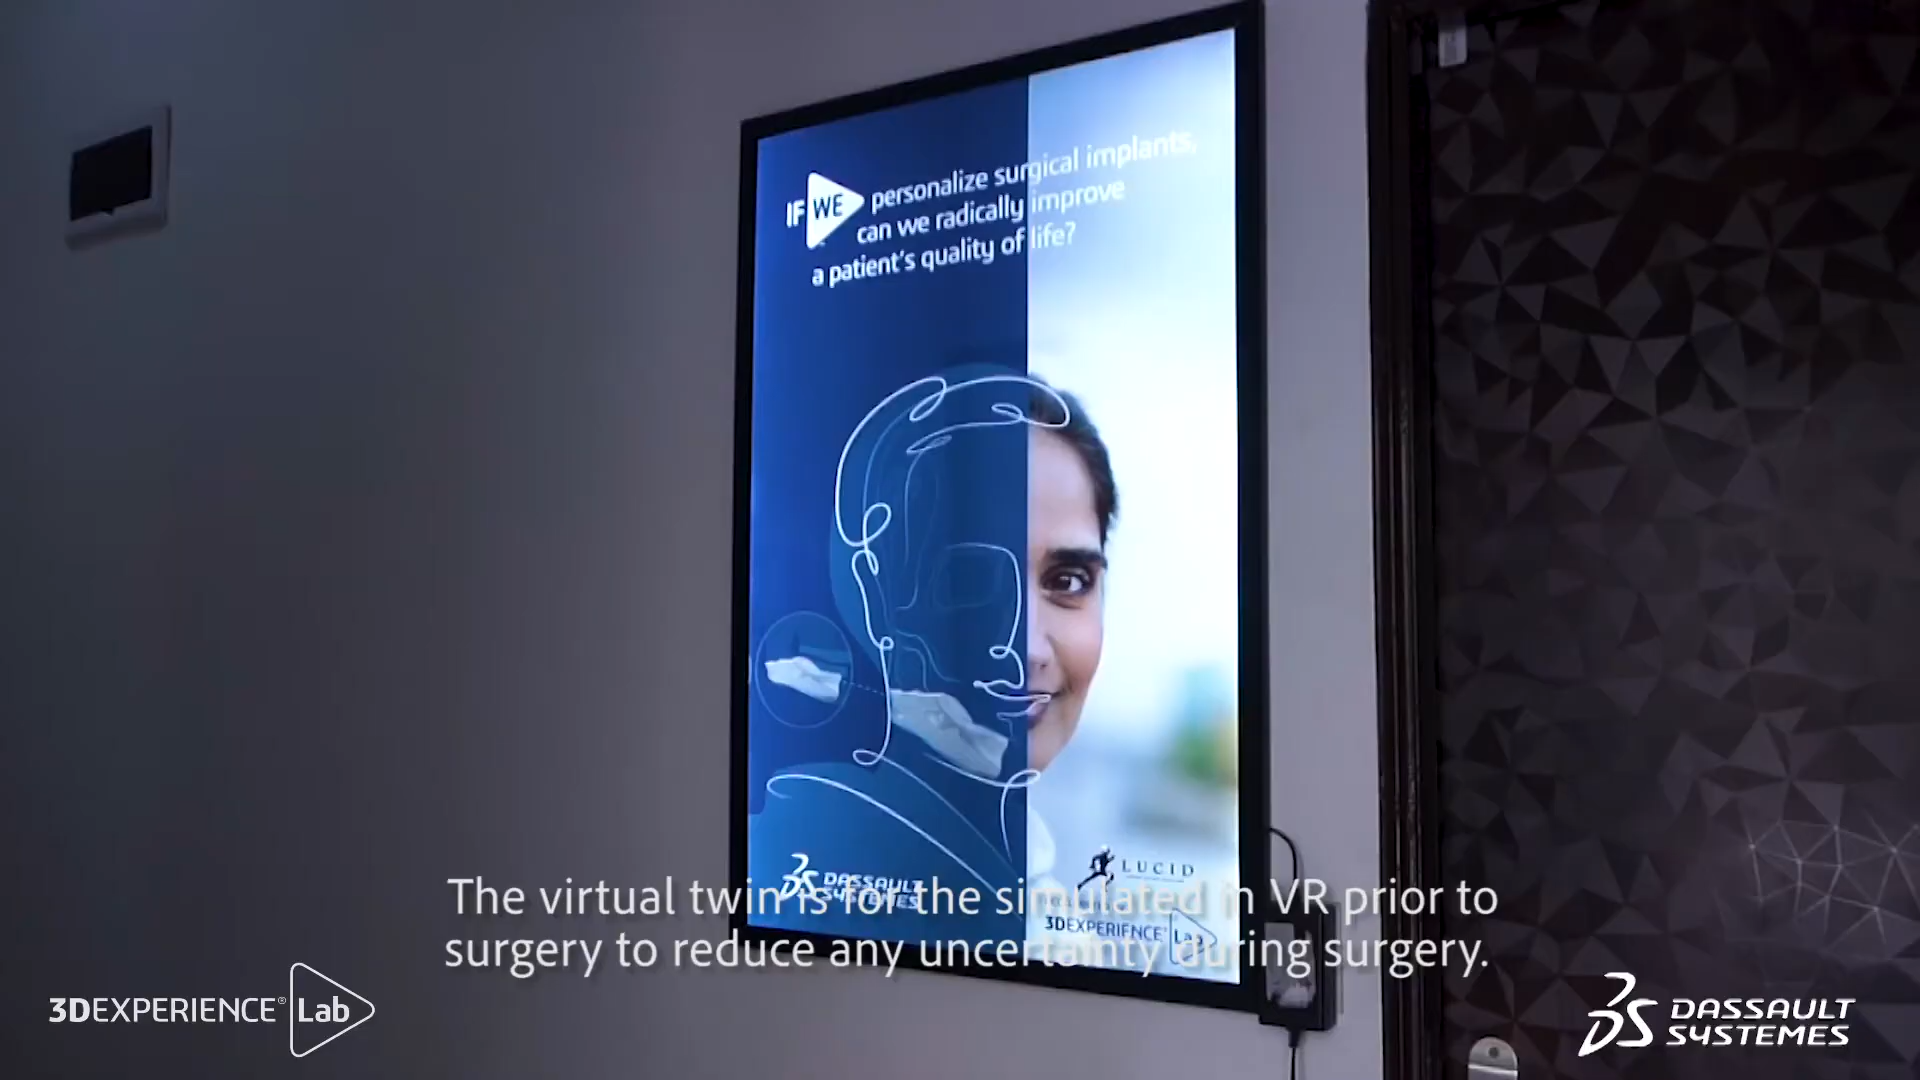 IF WE personalize surgical implants,
can we radically improve
a patient's quality of life?
DASSAULT
SYSTEMES
LUCID
3DEXPERIENCE® Lab
The virtual twin is for the simulated in VR prior to
surgery to reduce any uncertainty during surgery.
3DEXPERIENCE® Lab
DASSAULT
SYSTEMES